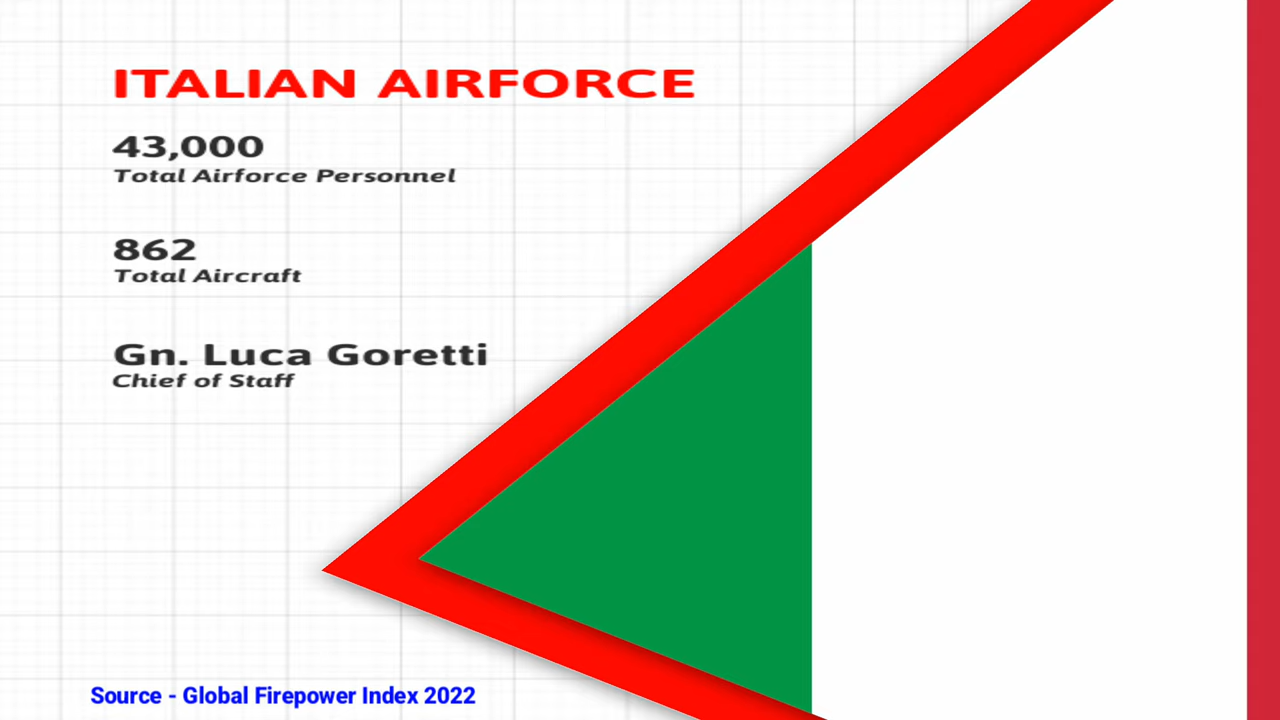 ITALIAN AIRFORCE
43,000
Total Airforce Personnel
862
Total Aircraft
Gn. Luca Goretti
Chief of Staff
Source - Global Firepower Index 2022